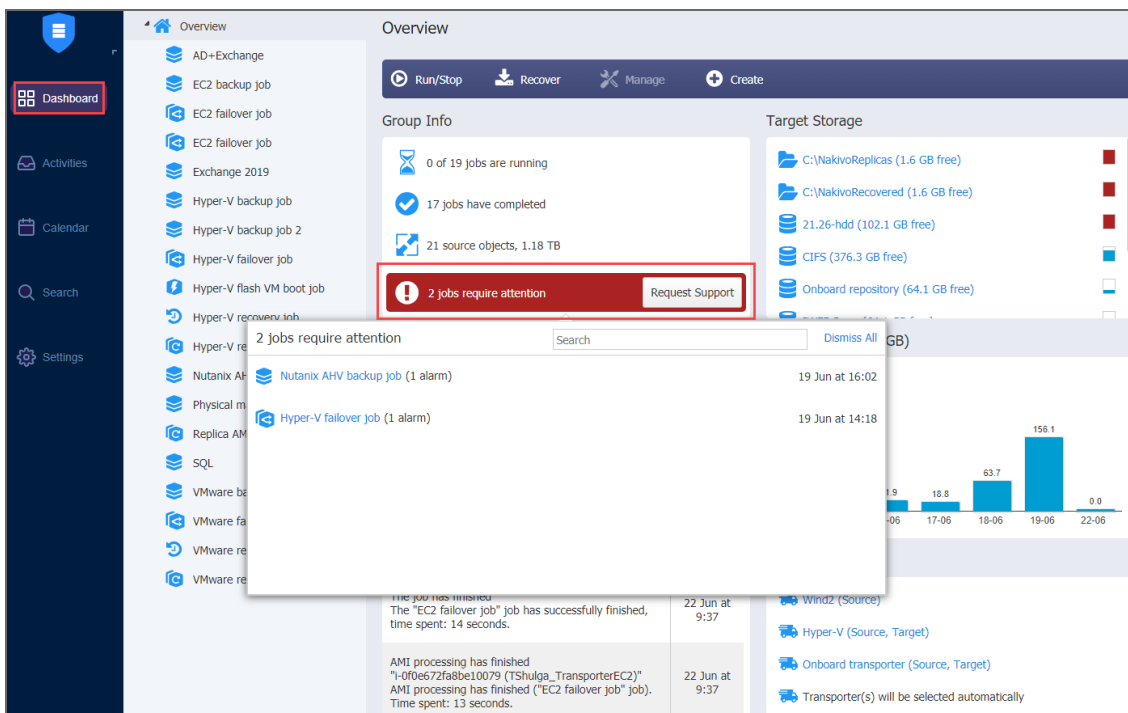 Dashboard
Activities
Calendar
Search
Settings
Overview
AD+Exchange
EC2 backup job
EC2 failover job
EC2 failover job
Exchange 2019
Hyper-V backup job
Hyper-V backup job 2
Hyper-V failover job
Hyper-V flash VM boot job
Hyper-V recovery job
Hyper-V re
Nutanix AH
Physical m
Replica AM
SQL
VMware ba
VMware fa
VMware re
VMware re
Overview
Run/Stop Recover Manage Create
Group Info
0 of 19 jobs are running
17 jobs have completed
21 source objects, 1.18 TB
2 jobs require attention Request Support
2 jobs require attention Search Dismiss All
Nutanix AHV backup job (1 alarm) 19 Jun at 16:02
Hyper-V failover job (1 alarm) 19 Jun at 14:18
The job has finished
The "EC2 failover job" job has successfully finished,
time spent: 14 seconds.
22 Jun at
9:37
AMI processing has finished
"i-0f0e672fa8be10079 (TShulga_TransporterEC2)"
AMI processing has finished ("EC2 failover job" job).
Time spent: 13 seconds.
22 Jun at
9:37
Target Storage
C:\NakivoReplicas (1.6 GB free)
C:\NakivoRecovered (1.6 GB free)
21.26-hdd (102.1 GB free)
CIFS (376.3 GB free)
Onboard repository (64.1 GB free)
GB)
1.9 18.8 63.7 156.1 0.0
-06 17-06 18-06 19-06 22-06
Wind2 (Source)
Hyper-V (Source, Target)
Onboard transporter (Source, Target)
Transporter(s) will be selected automatically